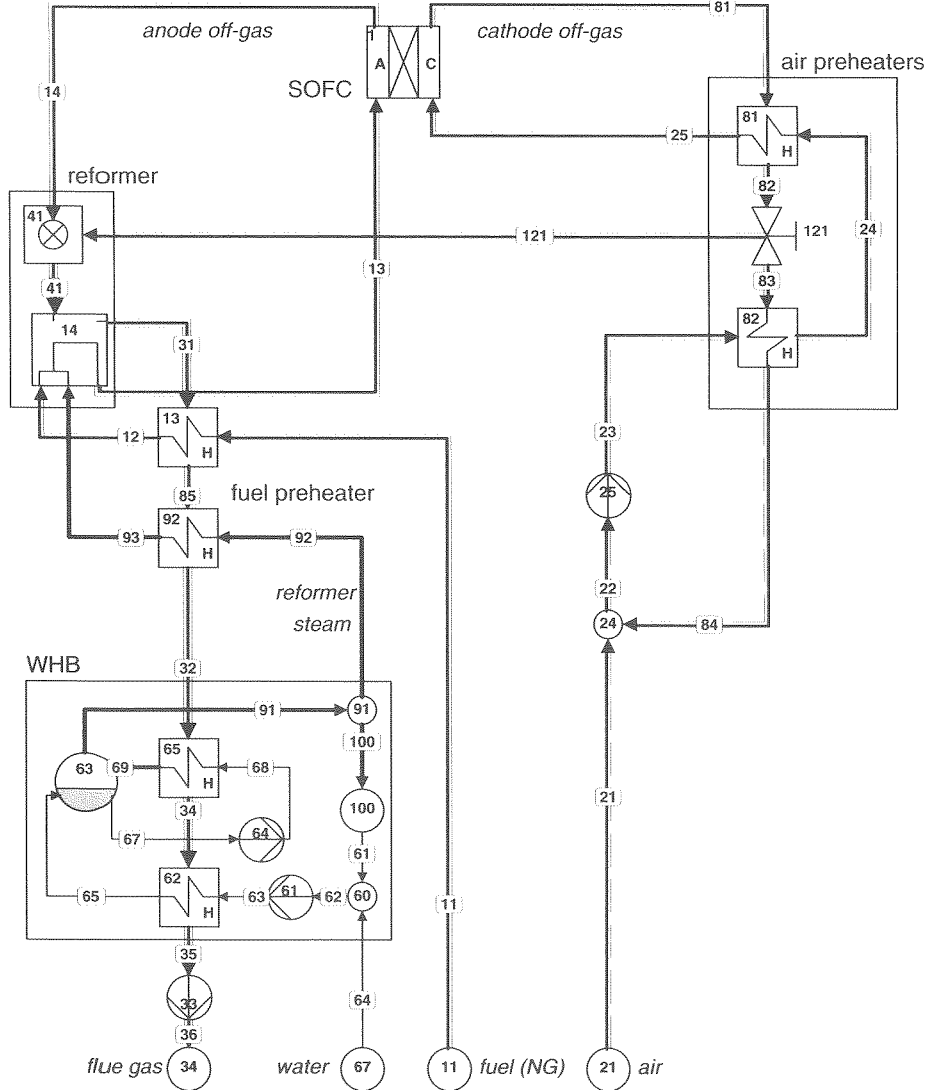 81
anode off-gas
cathode off-gas
1
A
C
SOFC
air preheaters
14
81
H
25
reformer
82
41
121
121
24
13
41
83
14
82
H
31
13
H
12
23
85
fuel preheater
25
92
H
93
92
reformer
steam
22
24
84
WHB
32
91
91
100
65
H
63
69
68
34
100
21
67
64
61
62
H
65
63
61
62
60
11
35
33
64
36
flue gas
34
water
67
11
fuel (NG)
21
air